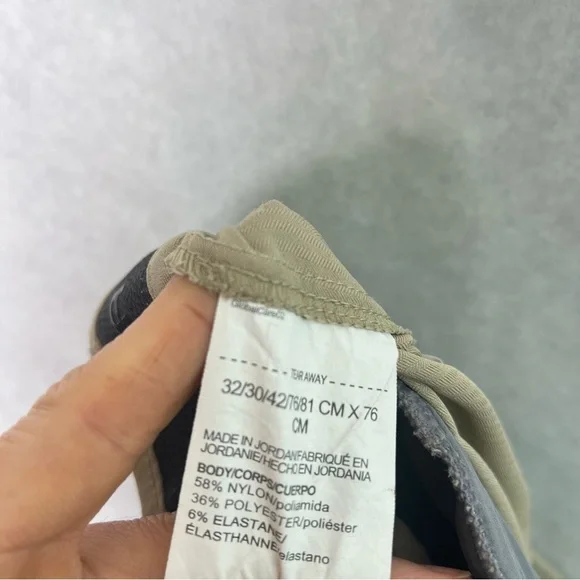 - - - - TEAR AWAY - - - -
32/30/42/76/81 CM X 76
CM
MADE IN JORDAN/FABRIQUÉ EN
JORDANIE/HECHO EN JORDANIA
BODY/CORPS/CUERPO
58% NYLON/poliamida
36% POLYESTER/poliéster
6% ELASTANE/
ÉLASTHANNE/elastano